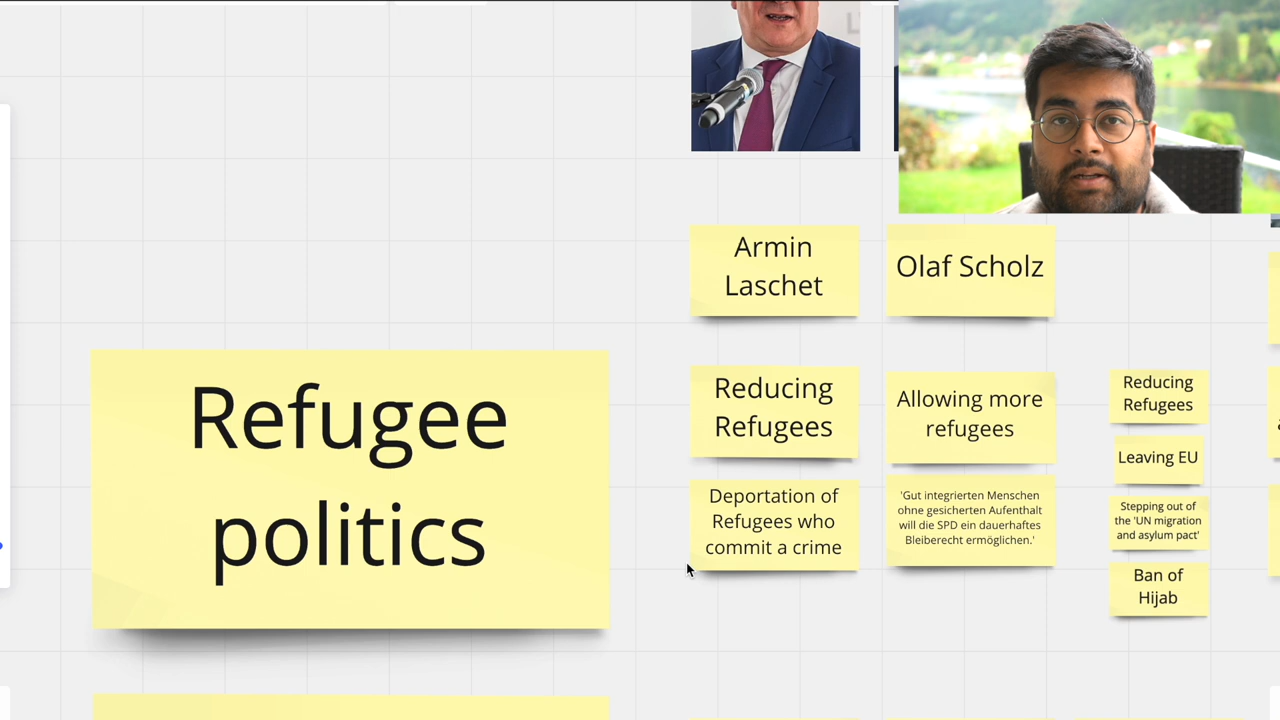 Armin
Laschet
Olaf Scholz
Refugee
politics
Reducing
Refugees
Deportation of
Refugees who
commit a crime
Allowing more
refugees
'Gut integrierten Menschen
ohne gesicherten Aufenthalt
will die SPD ein dauerhaftes
Bleiberecht ermöglichen.'
Reducing
Refugees
Leaving EU
Stepping out of
the 'UN migration
and asylum pact'
Ban of
Hijab